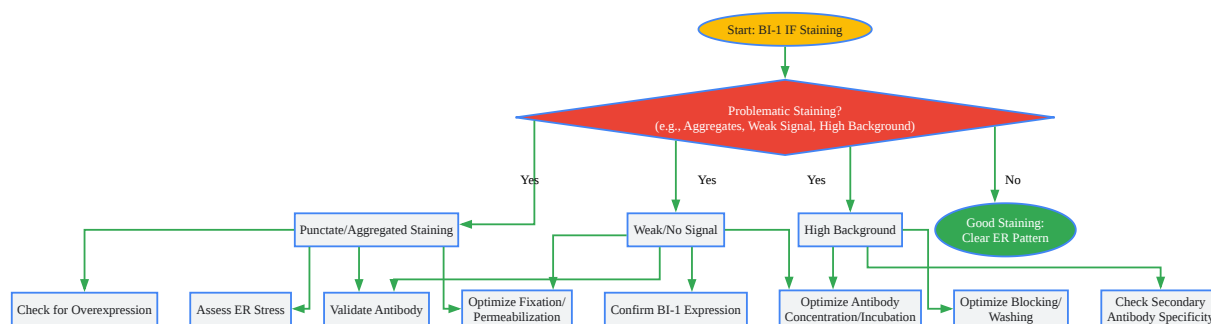 Start: BI-1 IF Staining
Problematic Staining?
(e.g., Aggregates, Weak Signal, High Background)
Yes
Yes
Yes
No
Punctate/Aggregated Staining
Weak/No Signal
High Background
Good Staining:
Clear ER Pattern
Check for Overexpression
Assess ER Stress
Validate Antibody
Optimize Fixation/
Permeabilization
Confirm BI-1 Expression
Optimize Antibody
Concentration/Incubation
Optimize Blocking/
Washing
Check Secondary
Antibody Specificity